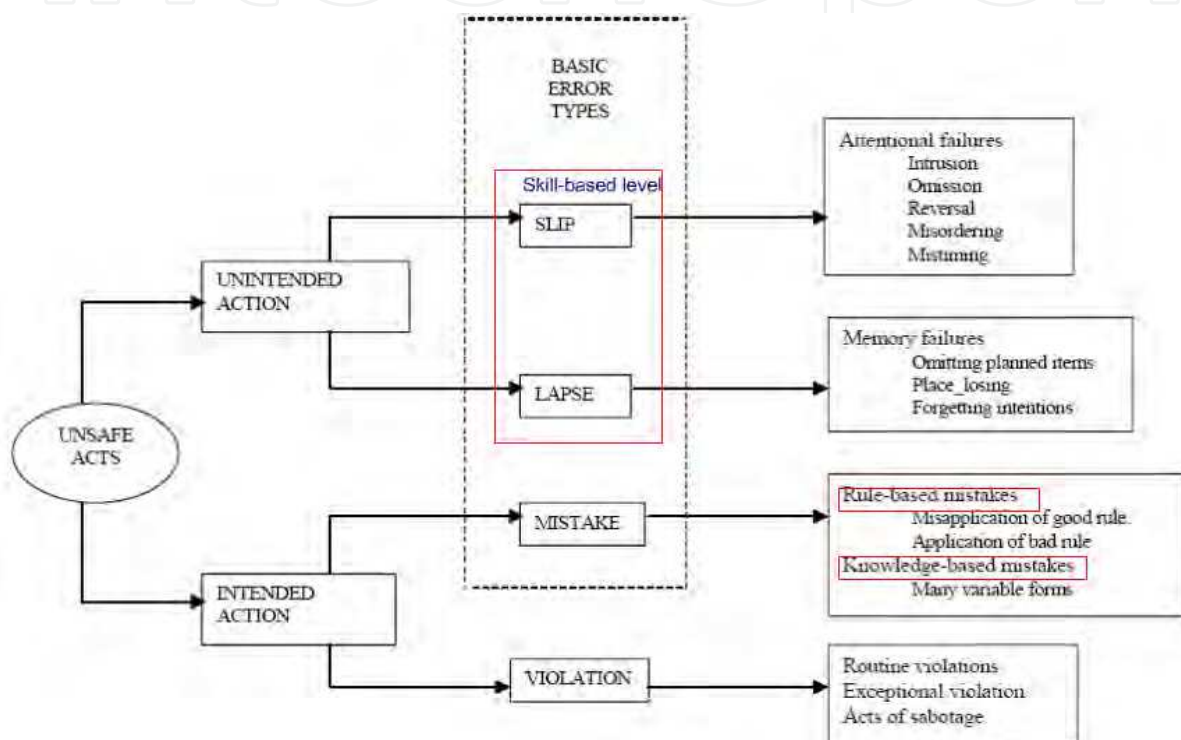 BASIC
ERROR
TYPES
Attentional failures
Intrusion
Omission
Reversal
Misordering
Mistiming
Skill-based level
SLIP
UNINTENDED
ACTION
Memory failures
Omitting planned items
Place_losing
Forgetting intentions
LAPSE
UNSAFE
ACTS
Rule-based mistakes
Misapplication of good rule.
Application of bad rule
Knowledge-based mistakes
Many variable forms
MISTAKE
INTENDED
ACTION
VIOLATION
Routine violations
Exceptional violation
Acts of sabotage